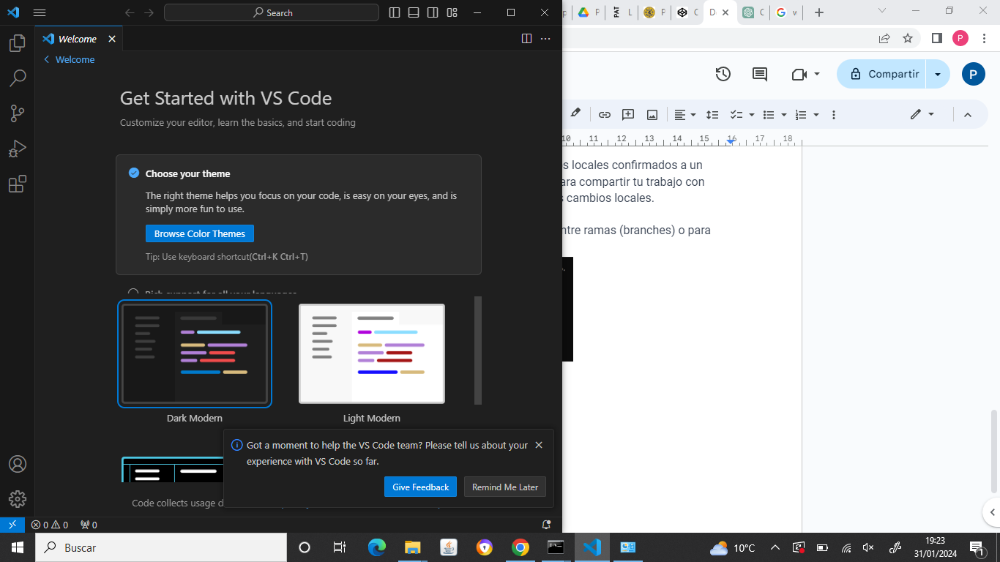 Search
Welcome
Welcome
Get Started with VS Code
Customize your editor, learn the basics, and start coding
Choose your theme
The right theme helps you focus on your code, is easy on your eyes, and is
simply more fun to use.
Browse Color Themes
Tip: Use keyboard shortcut(Ctrl+K Ctrl+T)
Rich support for all your languages
Dark Modern
Light Modern
Got a moment to help the VS Code team? Please tell us about your
experience with VS Code so far.
Give Feedback
Remind Me Later
Code collects usage d
0 0 0
P
L
P
C
D
C
w
P
Compartir
P
10 11 12 13 14 15 16 17 18
s locales confirmados a un
ara compartir tu trabajo con
s cambios locales.
ntre ramas (branches) o para
Buscar
10°C
19:23
31/01/2024
1